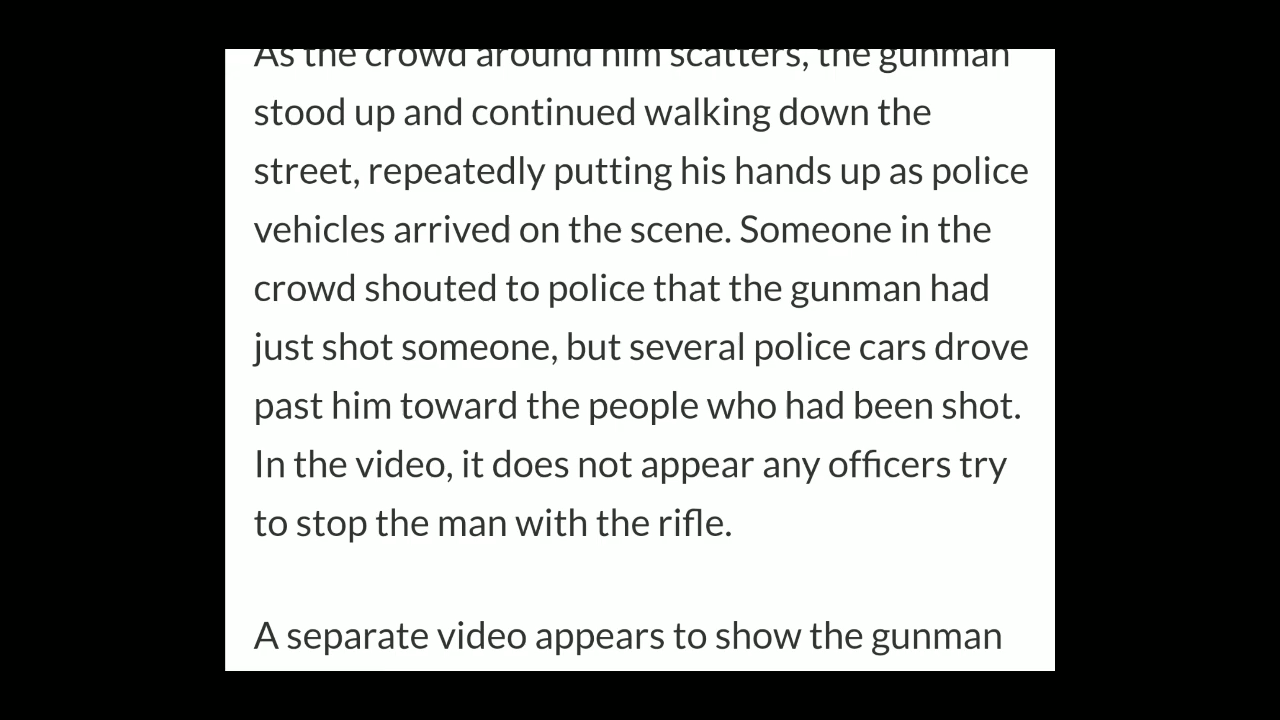 As the crowd around him scatters, the gunman
stood up and continued walking down the
street, repeatedly putting his hands up as police
vehicles arrived on the scene. Someone in the
crowd shouted to police that the gunman had
just shot someone, but several police cars drove
past him toward the people who had been shot.
In the video, it does not appear any officers try
to stop the man with the rifle.
A separate video appears to show the gunman